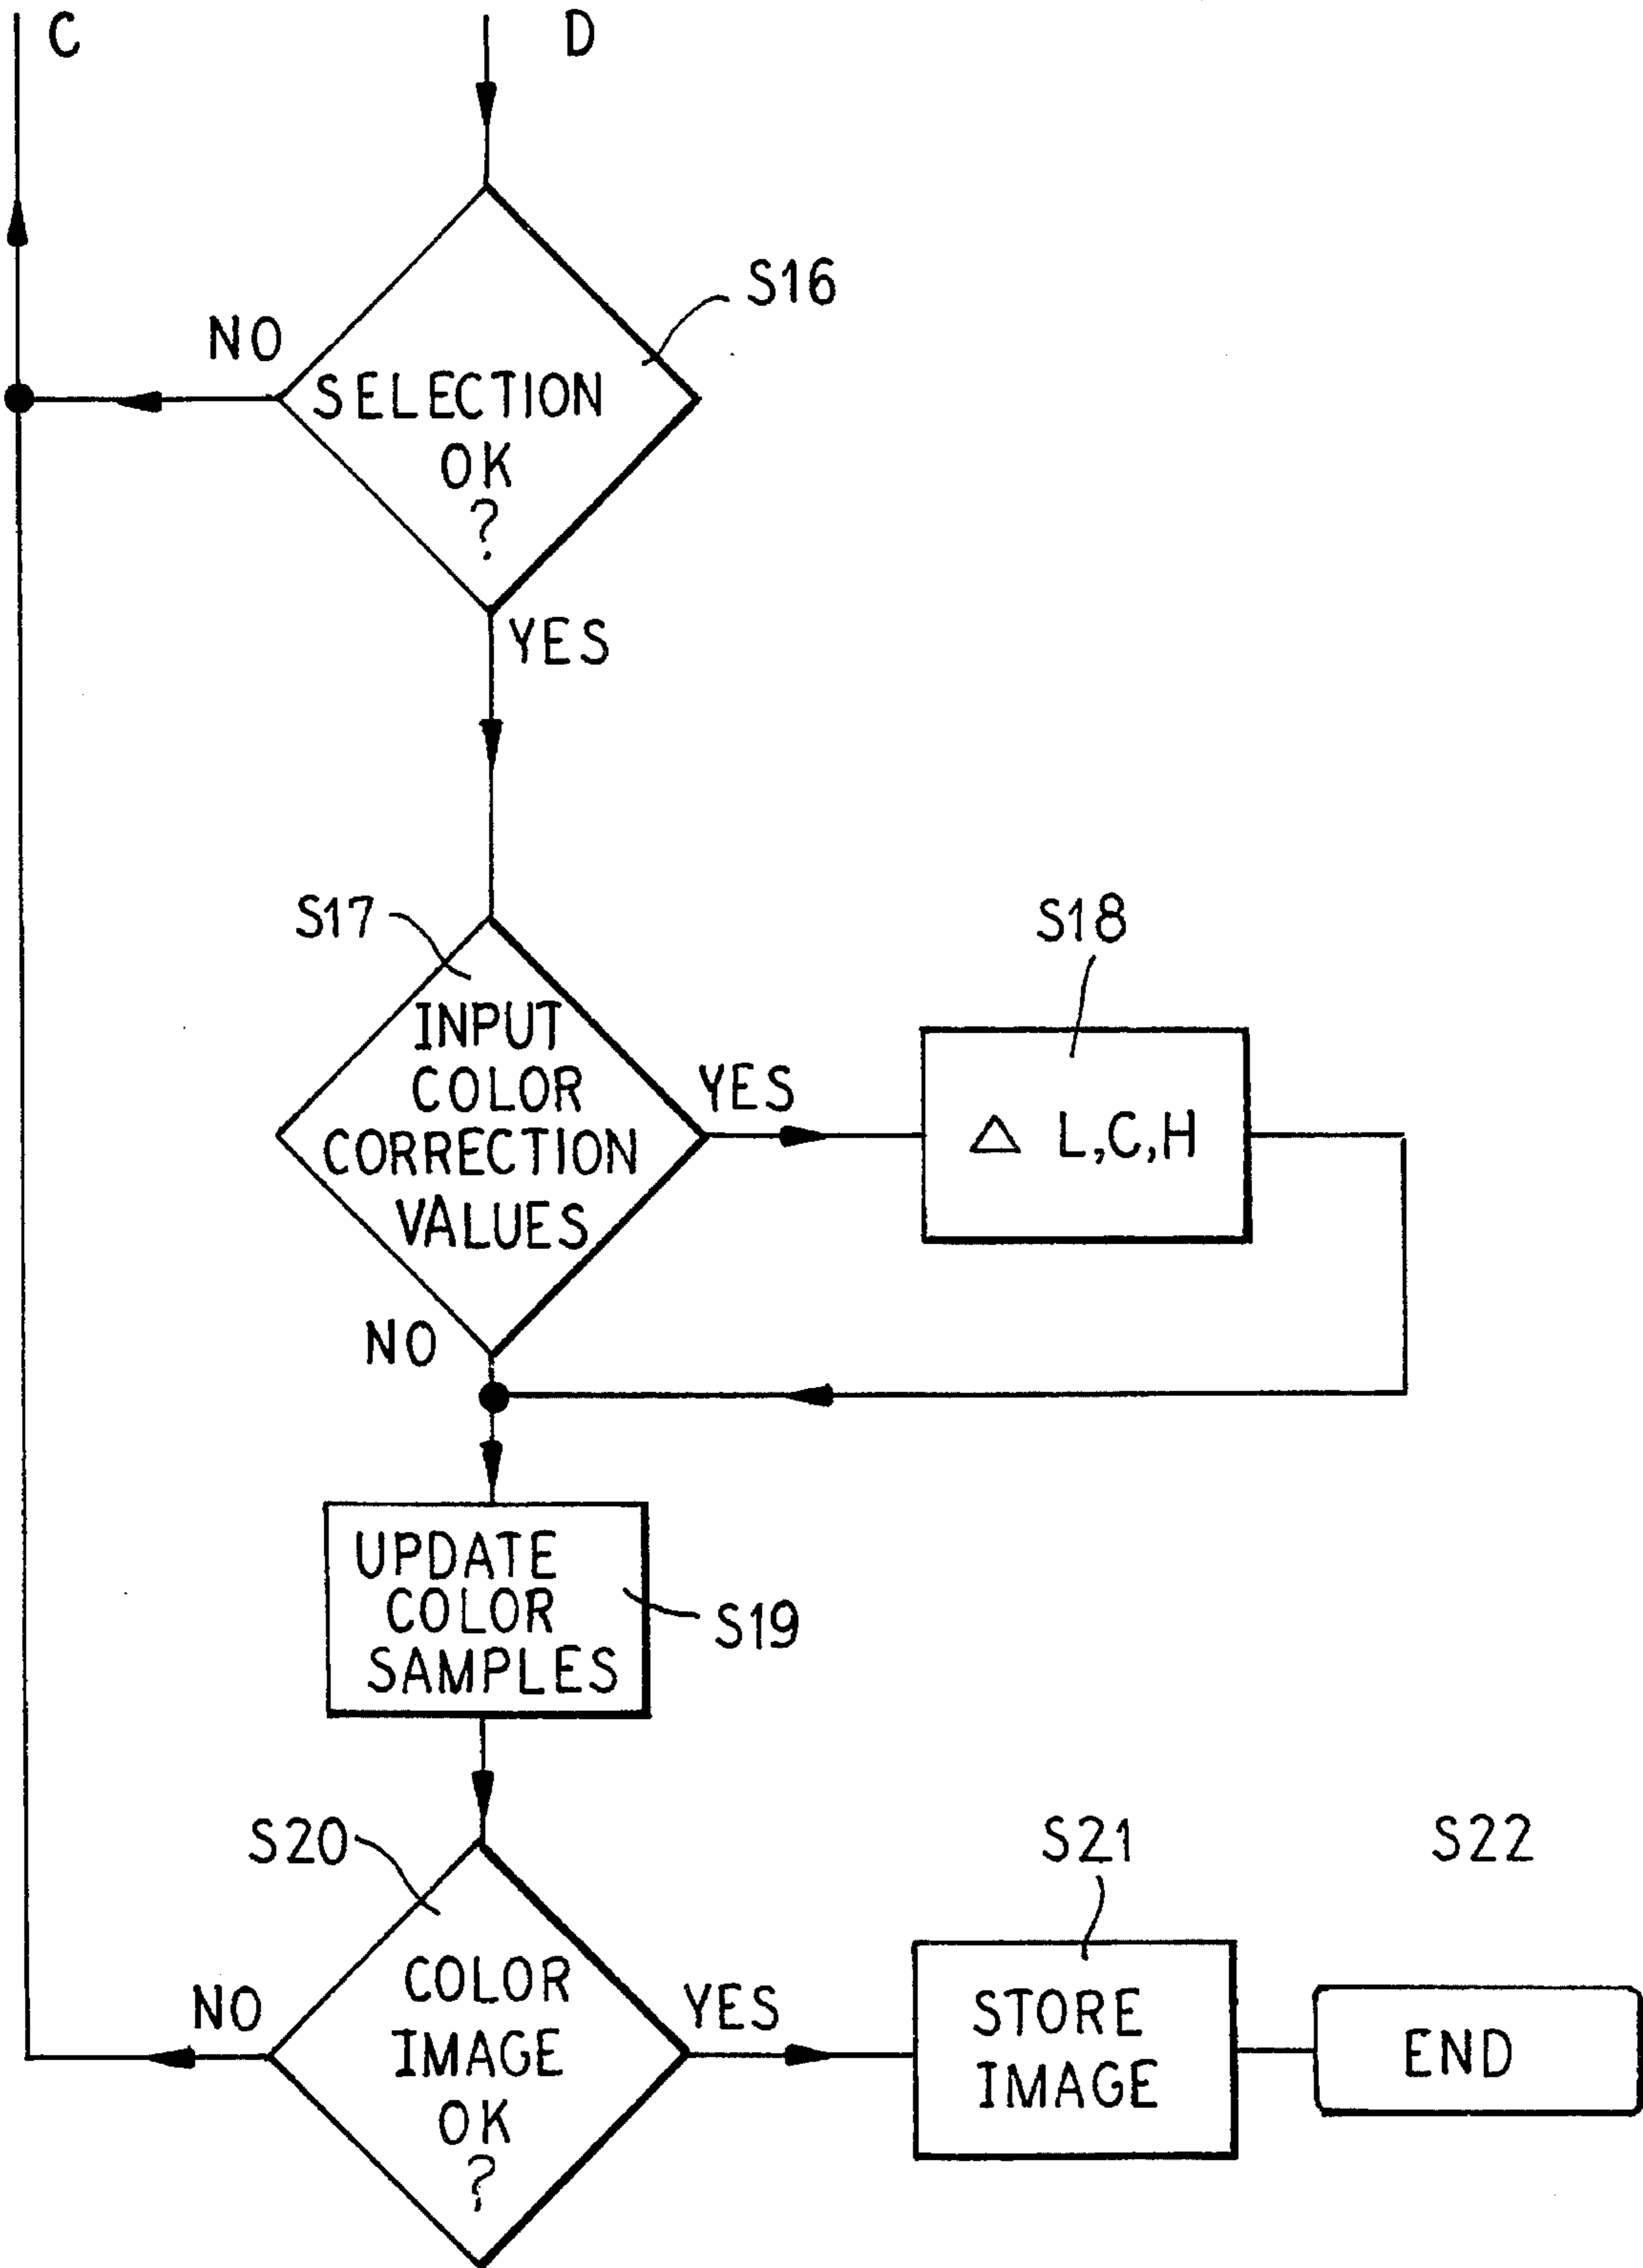 C
D
S16
NO
SELECTION
OK
?
YES
S17
S18
INPUT
COLOR
CORRECTION
VALUES
YES
△ L,C,H
NO
UPDATE
COLOR
SAMPLES
S19
S20
S21
S22
COLOR
IMAGE
OK
?
NO
YES
STORE
IMAGE
END